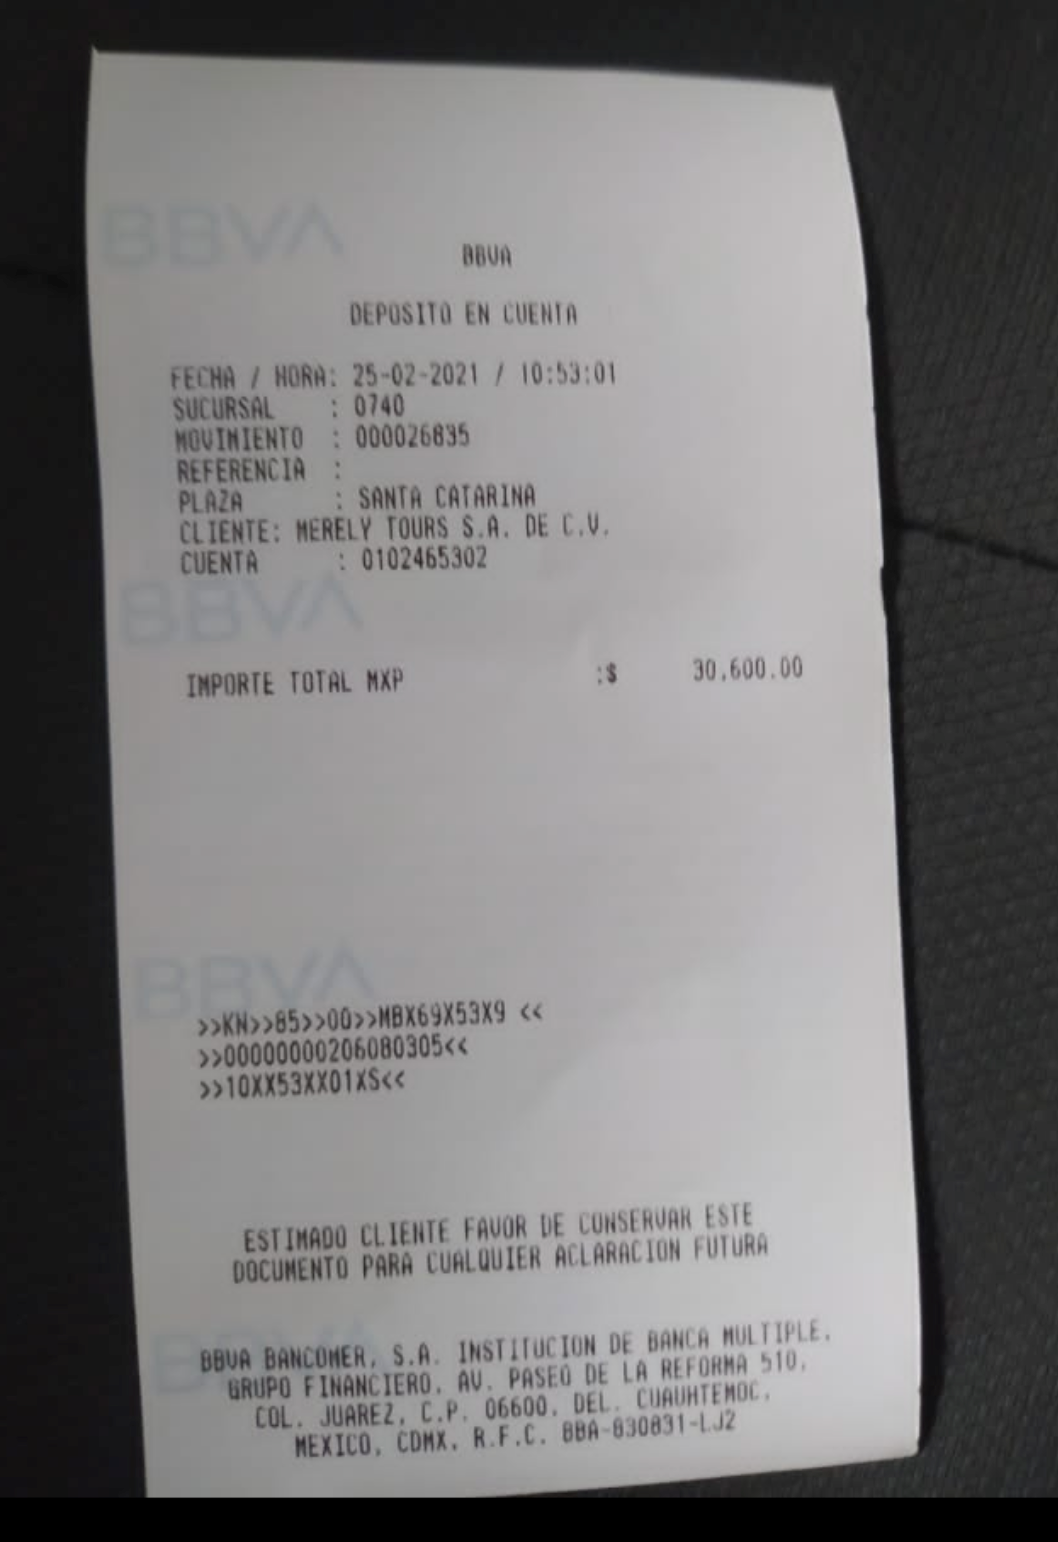 BBVA
BBVA
DEPOSITO EN CUENTA
FECHA / HORA: 25-02-2021 / 10:53:01
SUCURSAL : 0740
MOVIMIENTO : 000026835
REFERENCIA :
PLAZA : SANTA CATARINA
CLIENTE: MERELY TOURS S.A. DE C.V.
CUENTA : 0102465302
BBVA
IMPORTE TOTAL MXP :$ 30,600.00
BBVA
>>KN>>85>>00>>MBX69X53X9 <<
>>00000000206080305<<
>>10XX53XX01XS<<
ESTIMADO CLIENTE FAVOR DE CONSERVAR ESTE
DOCUMENTO PARA CUALQUIER ACLARACION FUTURA
BBVA
BBVA BANCOMER, S.A. INSTITUCION DE BANCA MULTIPLE,
GRUPO FINANCIERO, AV. PASEO DE LA REFORMA 510,
COL. JUAREZ, C.P. 06600, DEL. CUAUHTEMOC,
MEXICO, CDMX, R.F.C. BBA-830831-LJ2